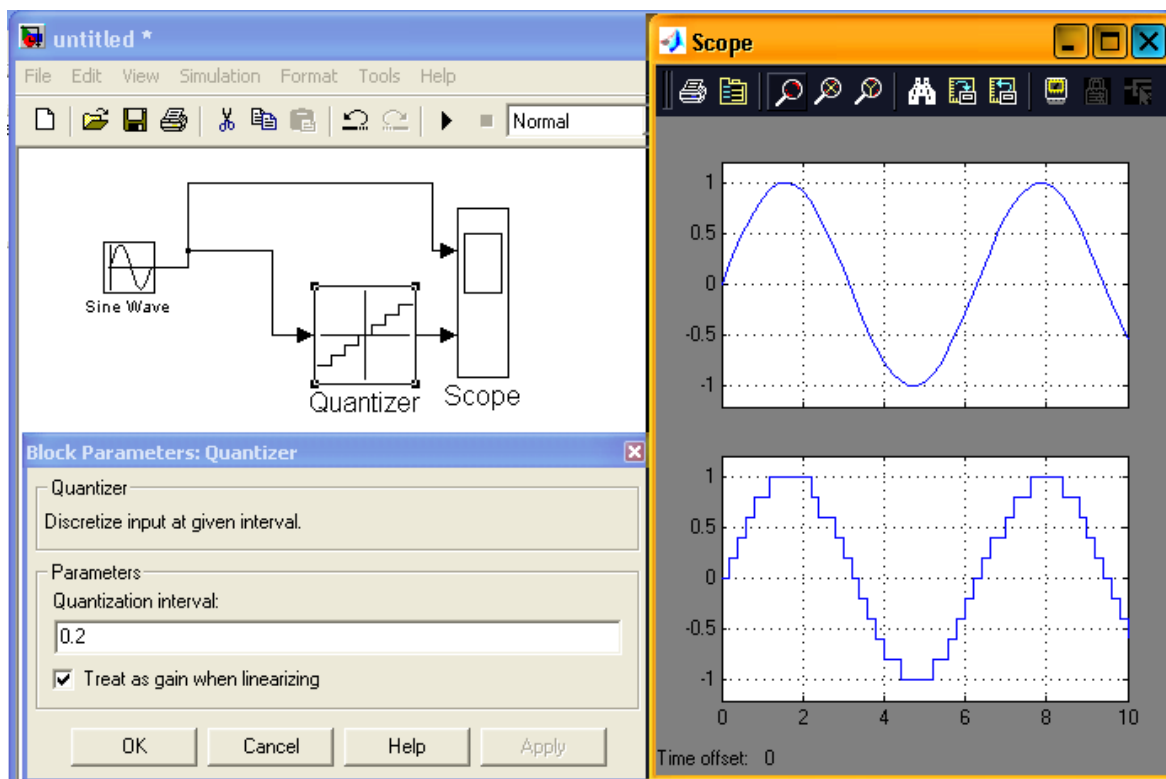 untitled *
File Edit View Simulation Format Tools Help
Normal
Sine Wave
Quantizer
Scope
Block Parameters: Quantizer
Quantizer
Discretize input at given interval.
Parameters
Quantization interval:
0.2
Treat as gain when linearizing
OK Cancel Help Apply
Scope
1
0.5
0
-0.5
-1
1
0.5
0
-0.5
-1
0 2 4 6 8 10
Time offset: 0